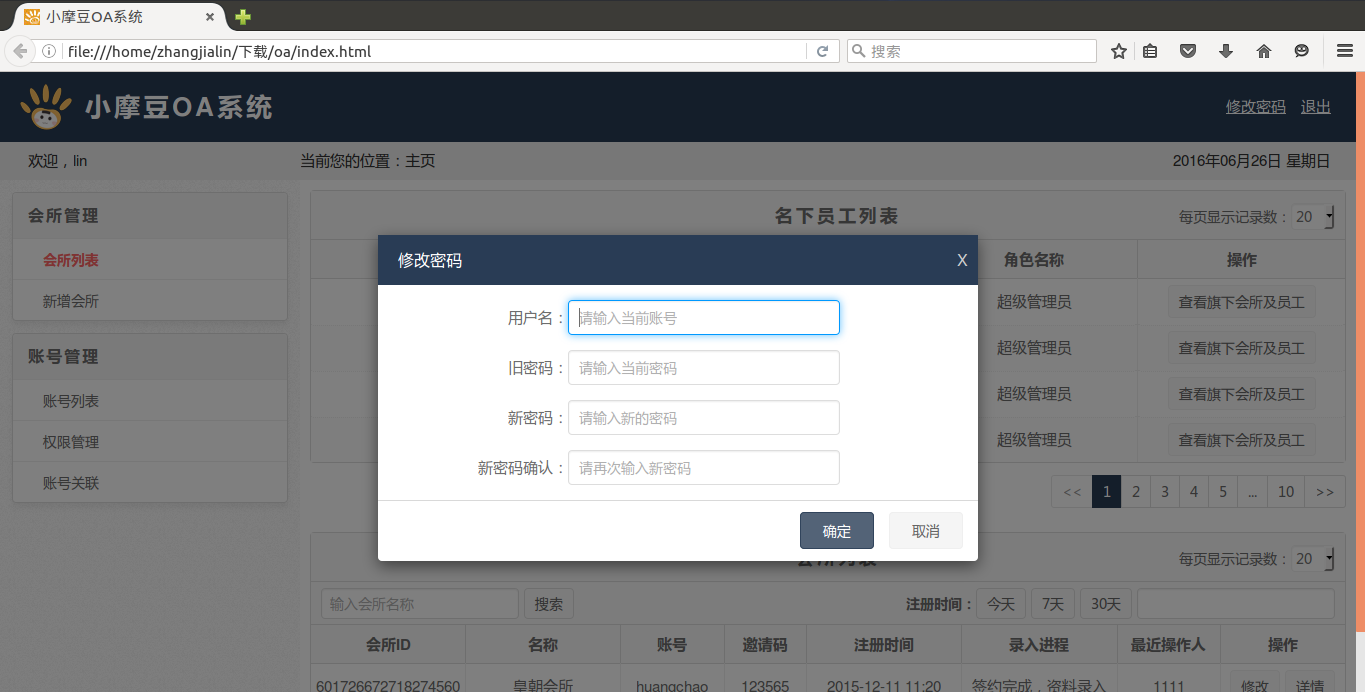 小摩豆OA系统
file:///home/zhangjialin/下载/oa/index.html
搜索
小摩豆OA系统
修改密码 退出
欢迎，lin
当前您的位置：主页
2016年06月26日 星期日
会所管理
会所列表
新增会所
账号管理
账号列表
权限管理
账号关联
名下员工列表
每页显示记录数： 20
角色名称 操作
超级管理员 查看旗下会所及员工
超级管理员 查看旗下会所及员工
超级管理员 查看旗下会所及员工
超级管理员 查看旗下会所及员工
<< 1 2 3 4 5 ... 10 >>
修改密码 X
用户名： 请输入当前账号
旧密码： 请输入当前密码
新密码： 请输入新的密码
新密码确认： 请再次输入新密码
确定 取消
会所列表
每页显示记录数： 20
输入会所名称 搜索
注册时间： 今天 7天 30天
会所ID 名称 账号 邀请码 注册时间 录入进程 最近操作人 操作
601726672718274560 皇朝会所 huangchao 123565 2015-12-11 11:20 签约完成，资料录入 1111 修改 详情